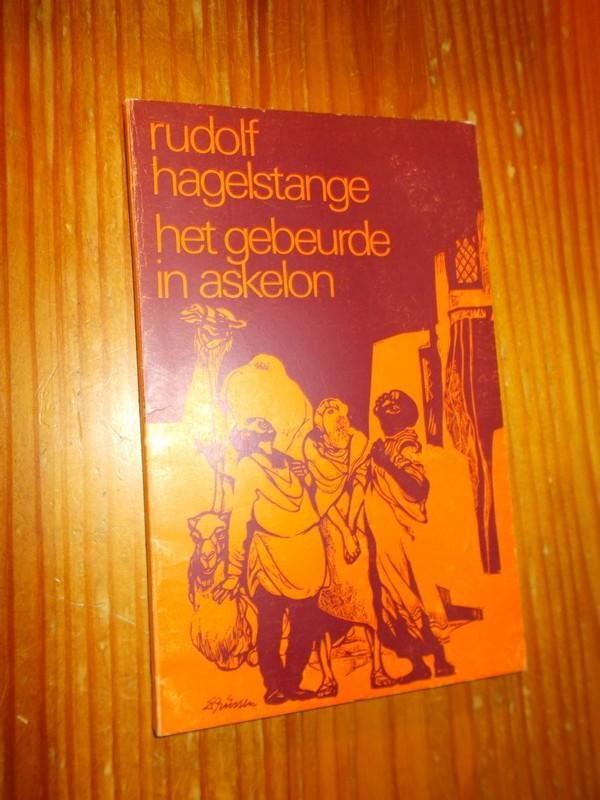 rudolf
hagelstange
het gebeurde
in askelon